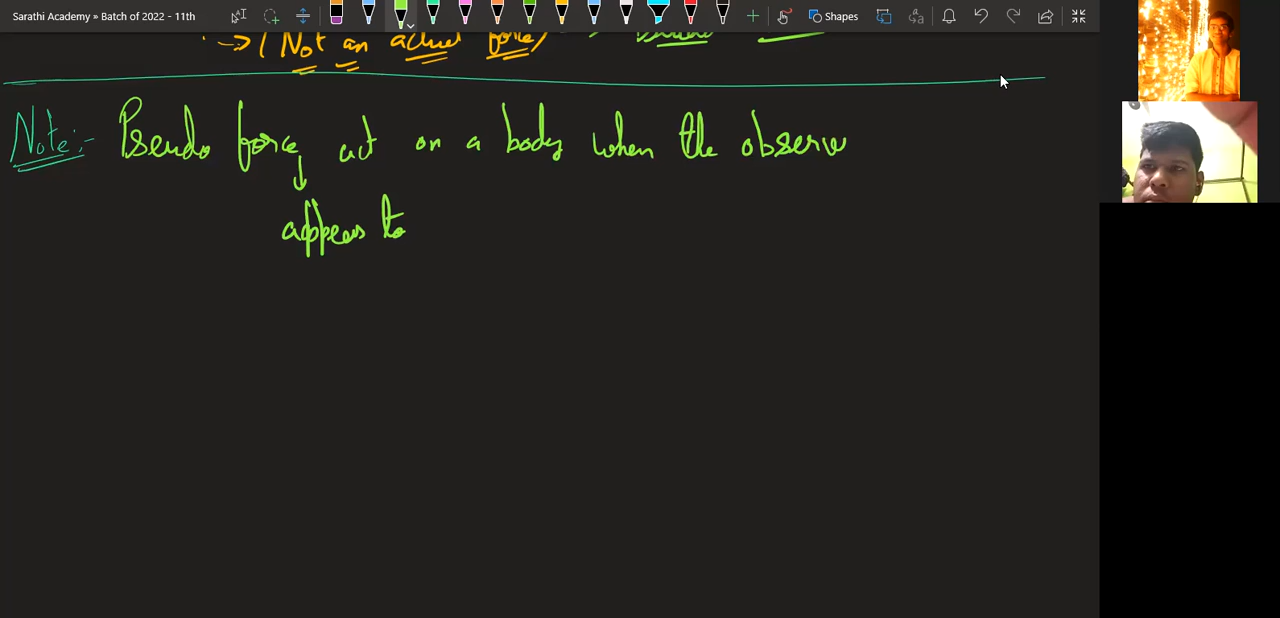 Sarathi Academy » Batch of 2022 - 11th
Shapes
→ ( Not an actual force)
Note:- Pseudo force act on a body when the observe
appears to